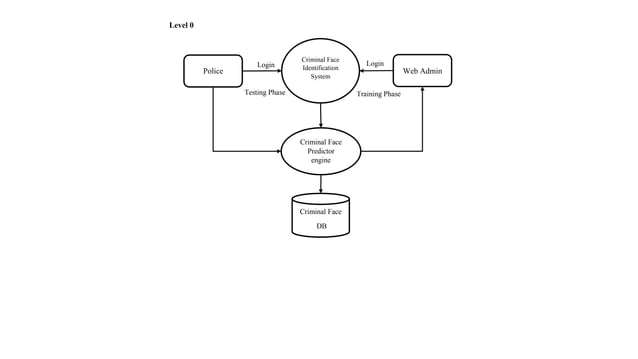 Level 0
Criminal Face
Identification
System
Police
Login
Login
Web Admin
Testing Phase
Training Phase
Criminal Face
Predictor
engine
Criminal Face
DB